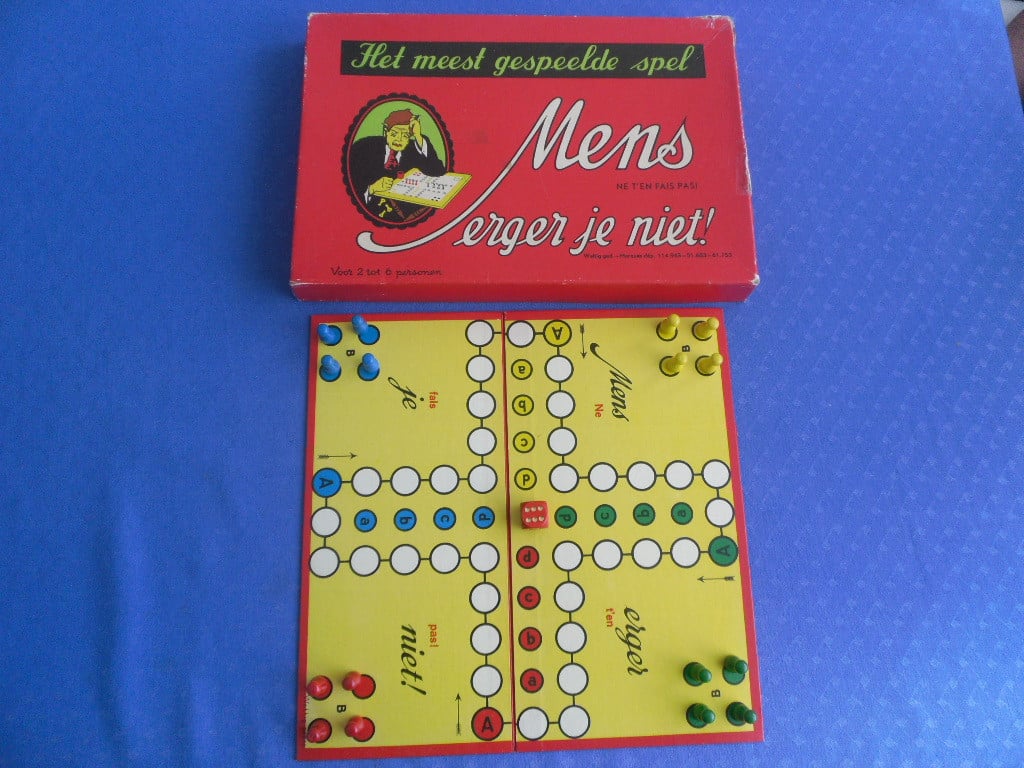 Het meest gespeelde spel
Mens
NE T'EN FAIS PAS!
erger je niet!
Voor 2 tot 6 personen
A
B
B
a
Mens
je
fais
b
Ne
c
d
A
a
b
c
d
d
c
b
a
A
d
c
erger
t'en
niet!
pas!
b
a
B
B
A